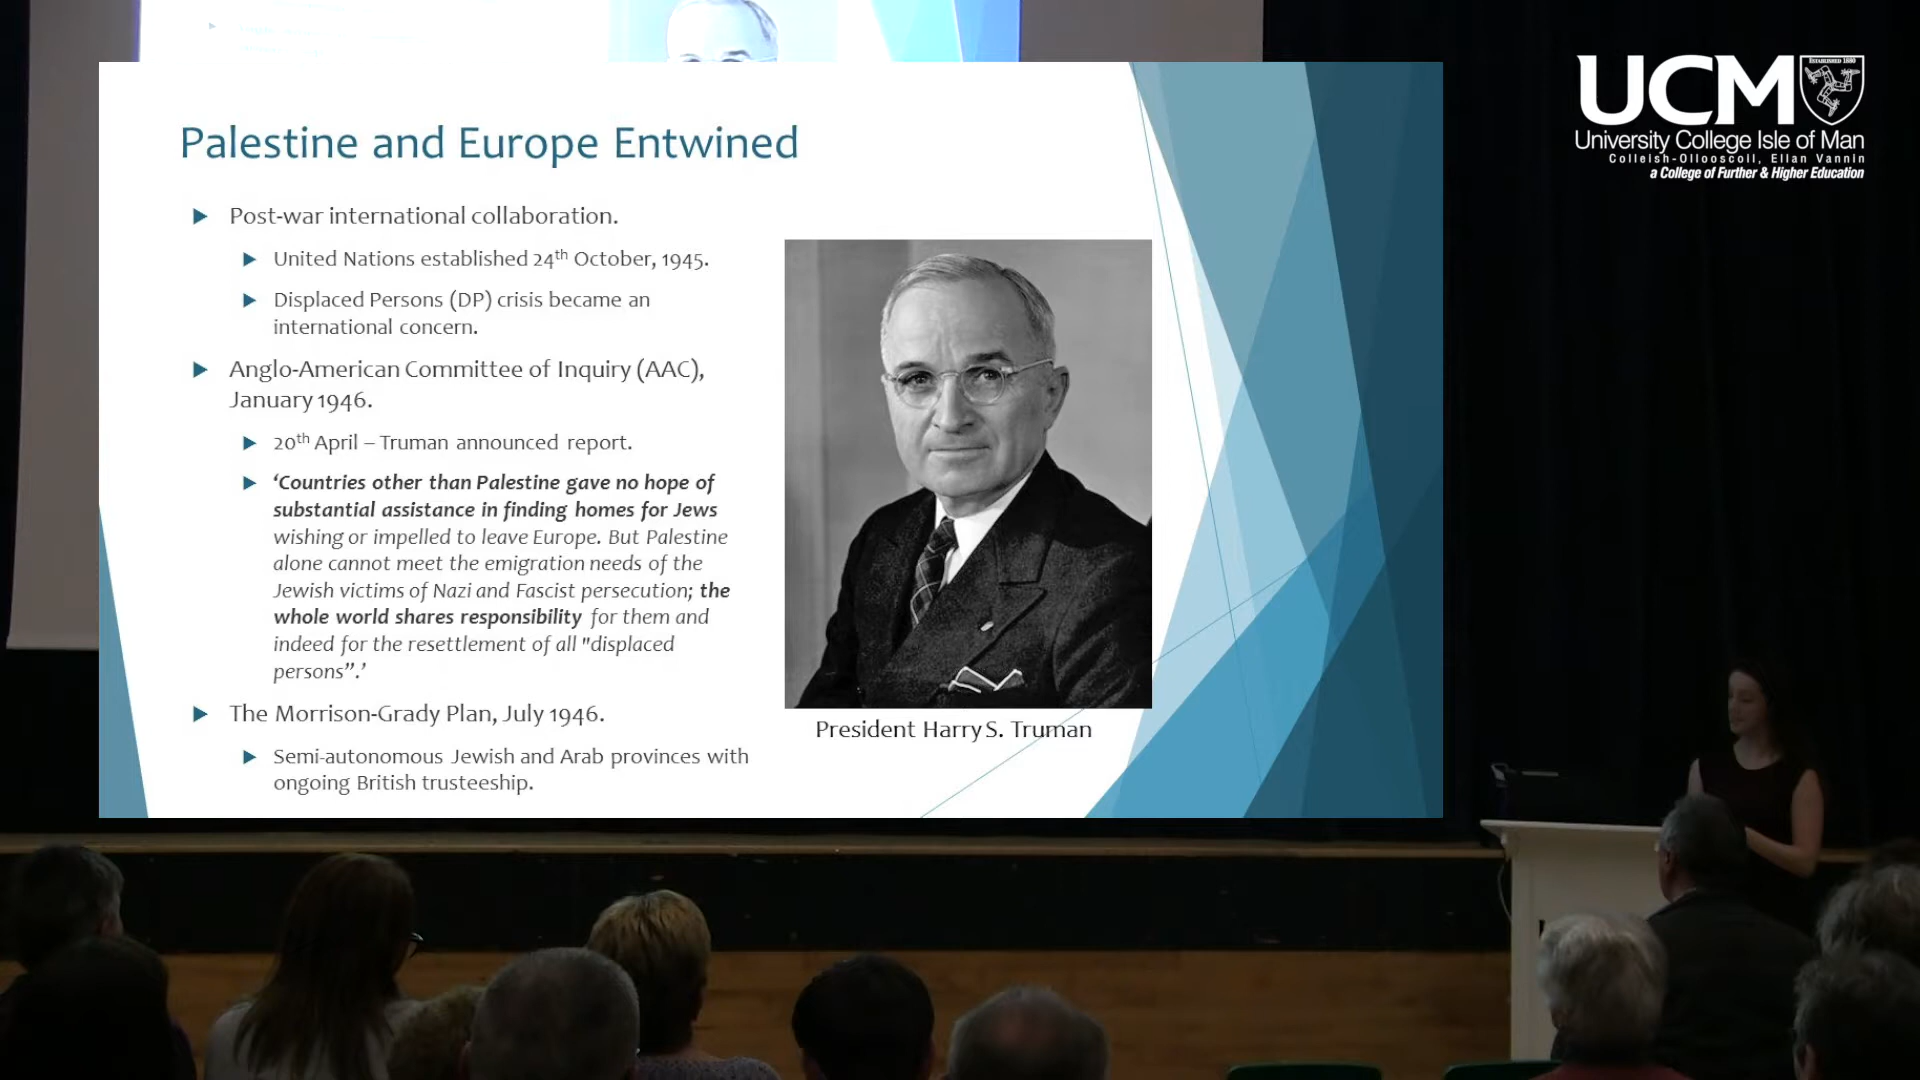 Palestine and Europe Entwined
Post-war international collaboration.
United Nations established 24th October, 1945.
Displaced Persons (DP) crisis became an
international concern.
Anglo-American Committee of Inquiry (AAC),
January 1946.
20th April – Truman announced report.
‘Countries other than Palestine gave no hope of
substantial assistance in finding homes for Jews
wishing or impelled to leave Europe. But Palestine
alone cannot meet the emigration needs of the
Jewish victims of Nazi and Fascist persecution; the
whole world shares responsibility for them and
indeed for the resettlement of all "displaced
persons”.’
The Morrison-Grady Plan, July 1946.
Semi-autonomous Jewish and Arab provinces with
ongoing British trusteeship.
President Harry S. Truman
UCM
ESTABLISHED 1880
University College Isle of Man
Colleish-Ollooscoil, Ellan Vannin
a College of Further & Higher Education